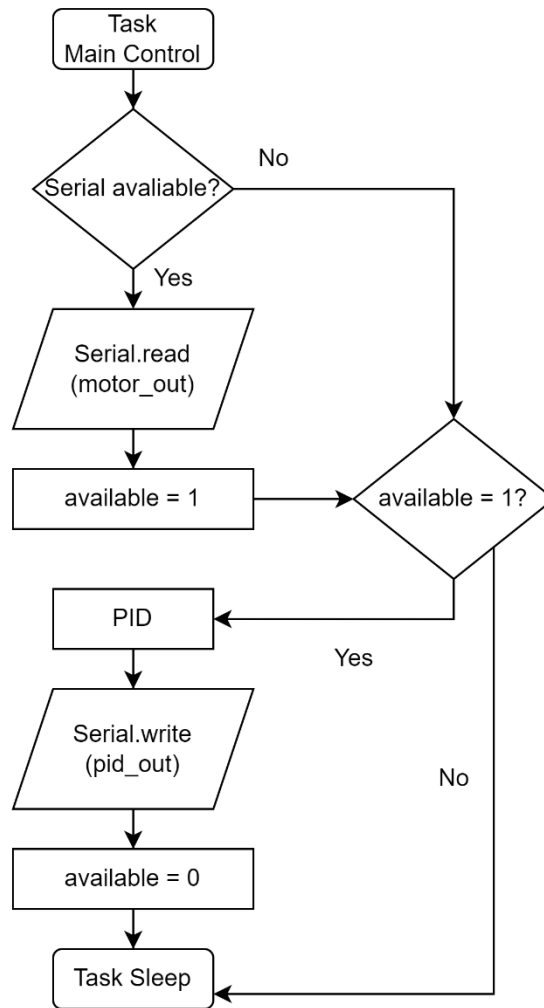 Task
Main Control
No
Serial avaliable?
Yes
Serial.read
(motor_out)
available = 1
available = 1?
PID
Yes
Serial.write
(pid_out)
No
available = 0
Task Sleep